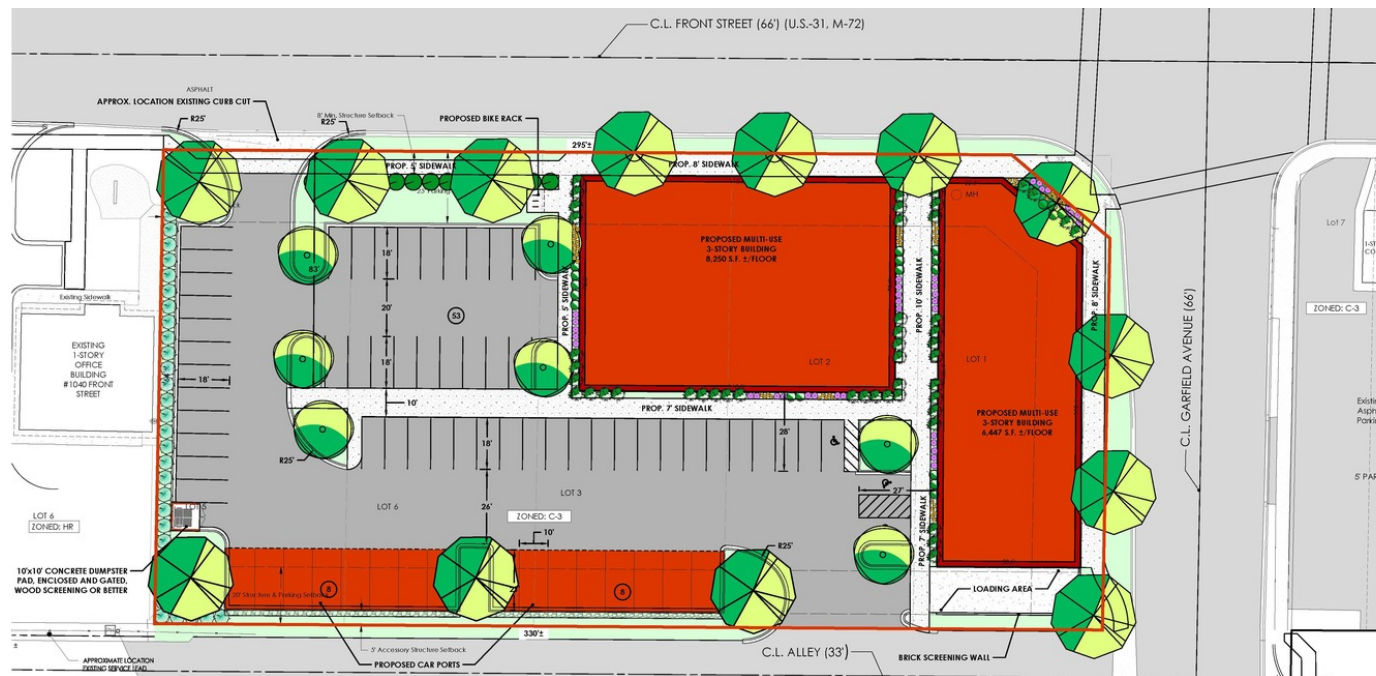 C.L. FRONT STREET (66') (U.S.-31, M-72)
ASPHALT
APPROX. LOCATION EXISTING CURB CUT
R25'
8' Min. Structure Setback
R25'
PROPOSED BIKE RACK
295'±
PROP. 5' SIDEWALK
PROP. 8' SIDEWALK
MH
Lot 7
18'
83'
PROPOSED MULTI-USE
3-STORY BUILDING
8,250 S.F. ±/FLOOR
PROP. 5' SIDEWALK
PROP. 10' SIDEWALK
PROP. 8' SIDEWALK
C.L. GARFIELD AVENUE (66')
ZONED: C-3
Existing Sidewalk
20'
53
EXISTING
1-STORY
OFFICE
BUILDING
#1040 FRONT
STREET
18'
18'
LOT 2
LOT 1
10'
PROP. 7' SIDEWALK
PROPOSED MULTI-USE
3-STORY BUILDING
6,447 S.F. ±/FLOOR
18'
28'
R25'
26'
27'
LOT 3
LOT 6
ZONED: C-3
LOT 6
ZONED: HR
10'
PROP. 7' SIDEWALK
R25'
10'x10' CONCRETE DUMPSTER
PAD, ENCLOSED AND GATED,
WOOD SCREENING OR BETTER
8
8
30' Structure & Parking Setback
LOADING AREA
330'±
5' Accessory Structure Setback
C.L. ALLEY (33')
BRICK SCREENING WALL
APPROXIMATE LOCATION
EXISTING SERVICE LEAD
PROPOSED CAR PORTS